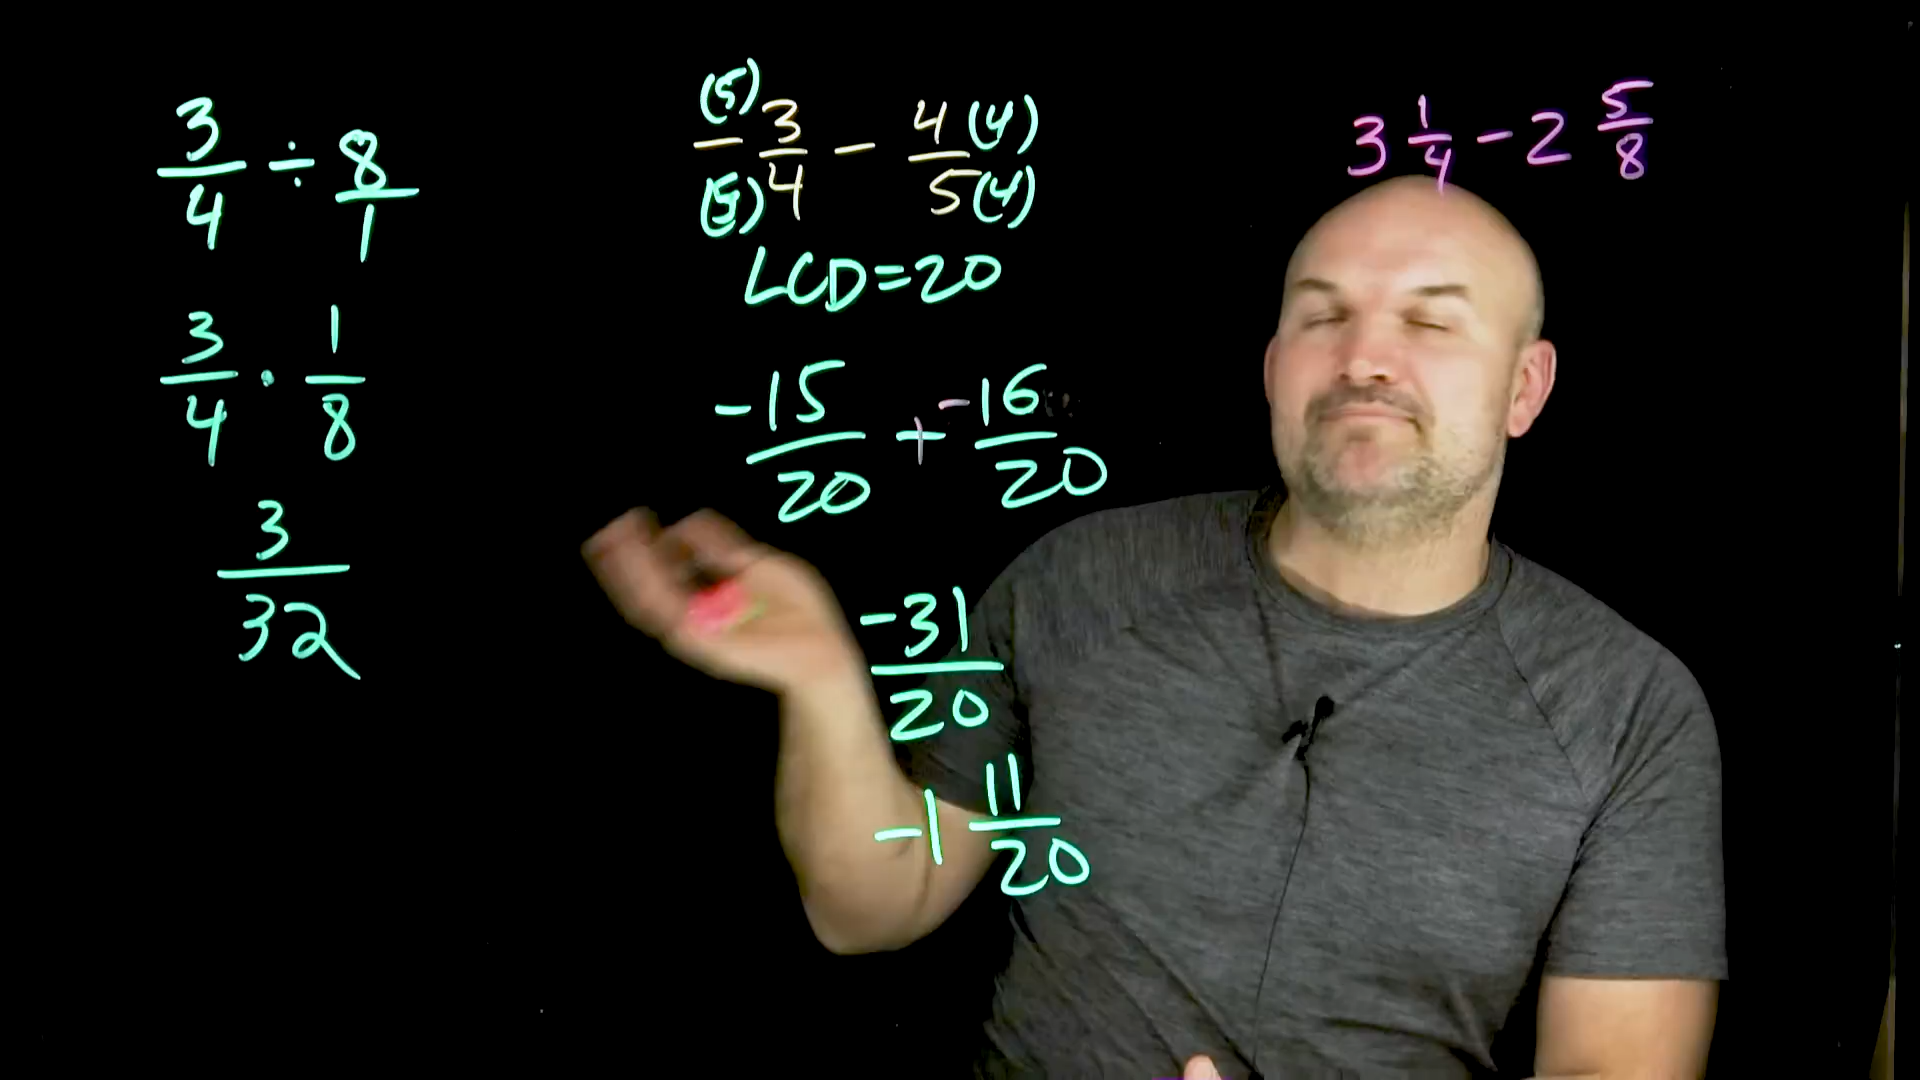 3/4 ÷ 8/1
3/4 · 1/8
3/32
(5)/(5) - 3/4 - 4(4)/5(4)
LCD=20
-15/20 + -16/20
-31/20
-1 11/20
3 1/4 - 2 5/8